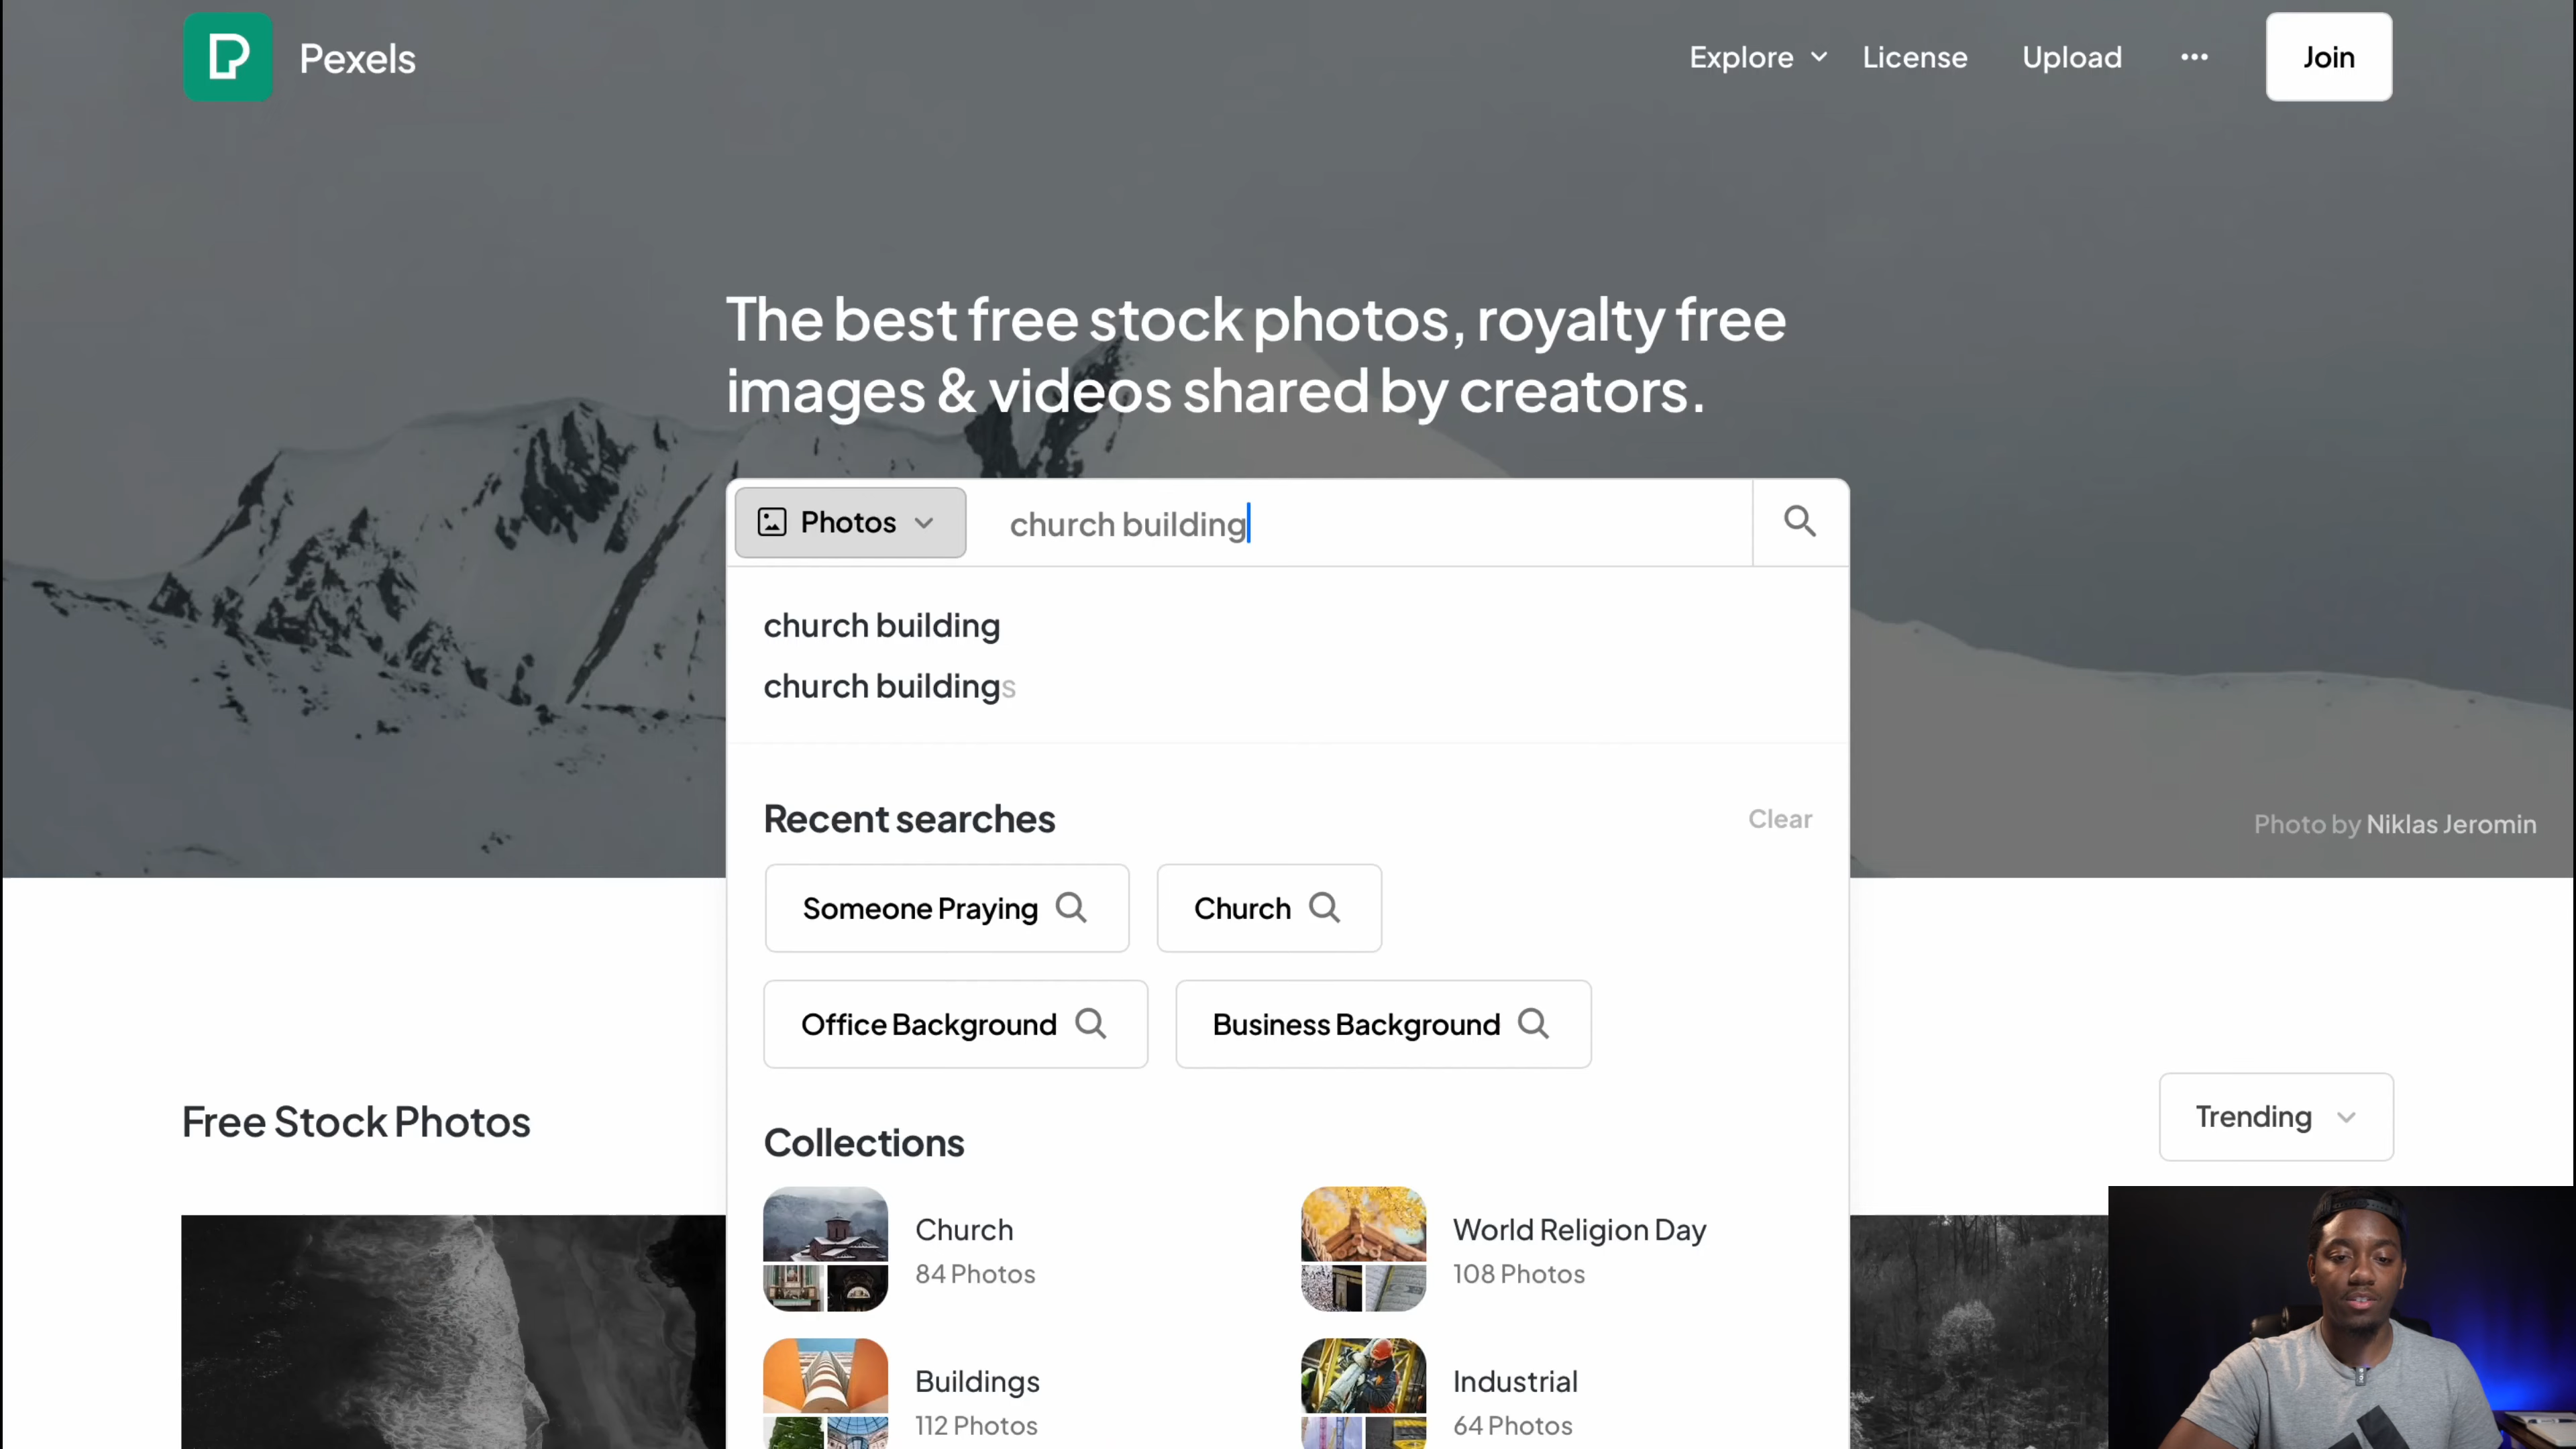 Pexels
Explore
License
Upload
Join
The best free stock photos, royalty free
images & videos shared by creators.
Photos
church building
church building
church buildings
Recent searches
Clear
Photo by Niklas Jeromin
Someone Praying
Church
Office Background
Business Background
Free Stock Photos
Trending
Collections
Church
84 Photos
World Religion Day
108 Photos
Buildings
112 Photos
Industrial
64 Photos